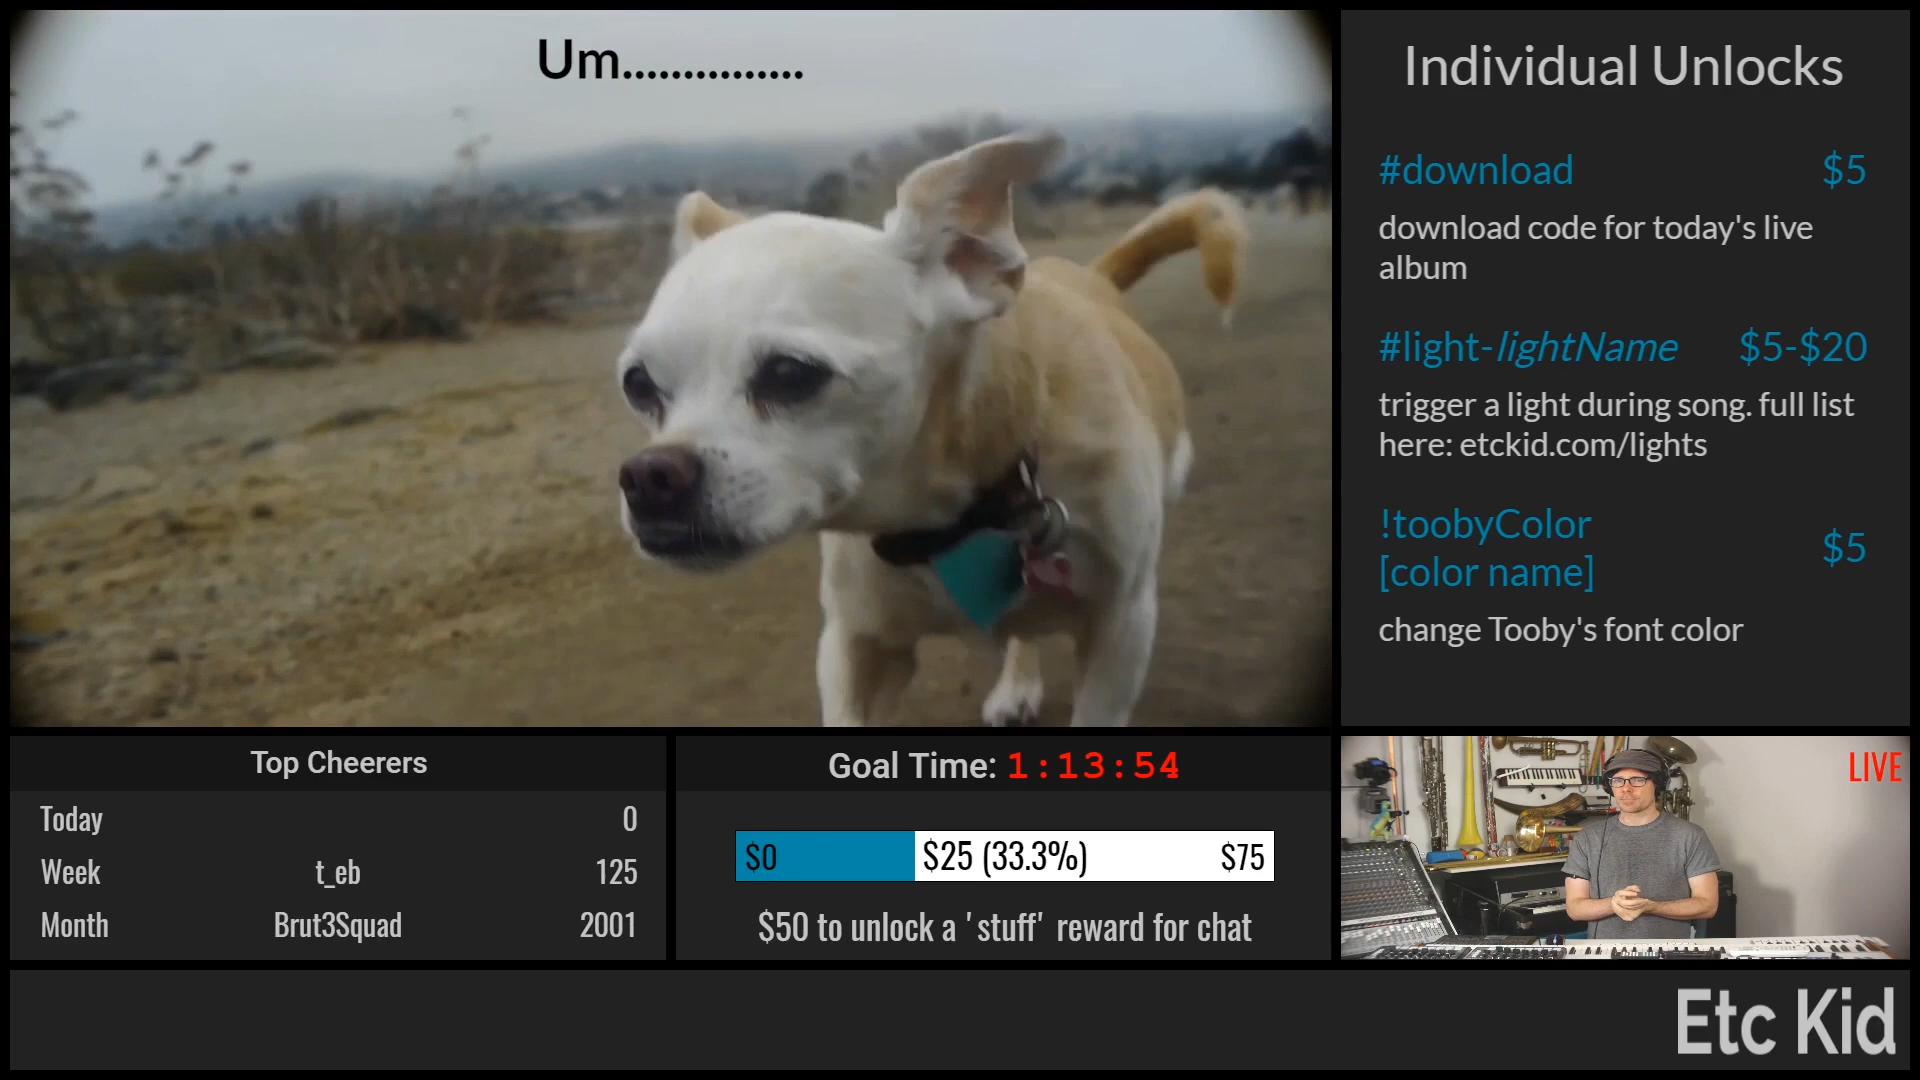 Um...............
Individual Unlocks
#download $5
download code for today's live
album
#light-lightName $5-$20
trigger a light during song. full list
here: etckid.com/lights
!toobyColor
[color name] $5
change Tooby's font color
Top Cheerers
Today 0
Week t_eb 125
Month Brut3Squad 2001
Goal Time: 1:13:54
$0 $25 (33.3%) $75
$50 to unlock a 'stuff' reward for chat
LIVE
Etc Kid